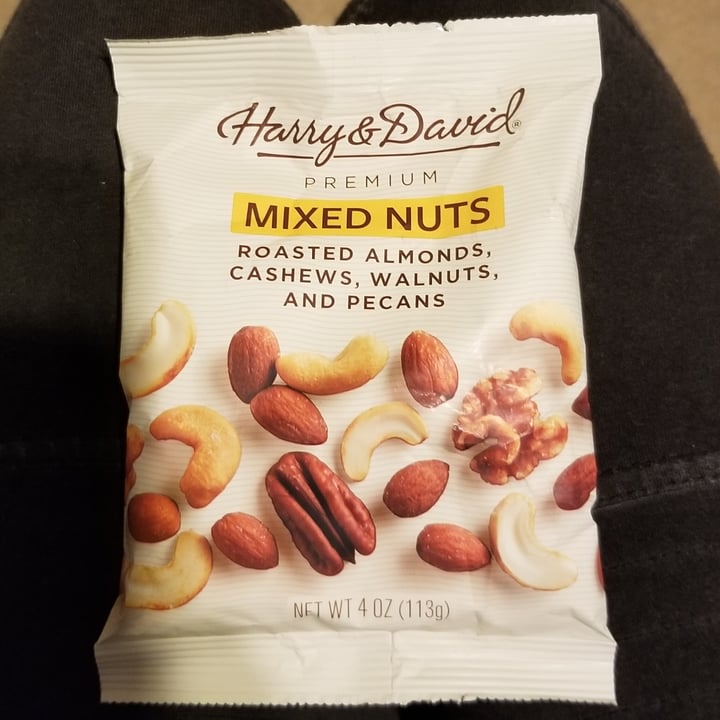 Harry & David®
PREMIUM
MIXED NUTS
ROASTED ALMONDS,
CASHEWS, WALNUTS,
AND PECANS
NET WT 4 OZ (113g)